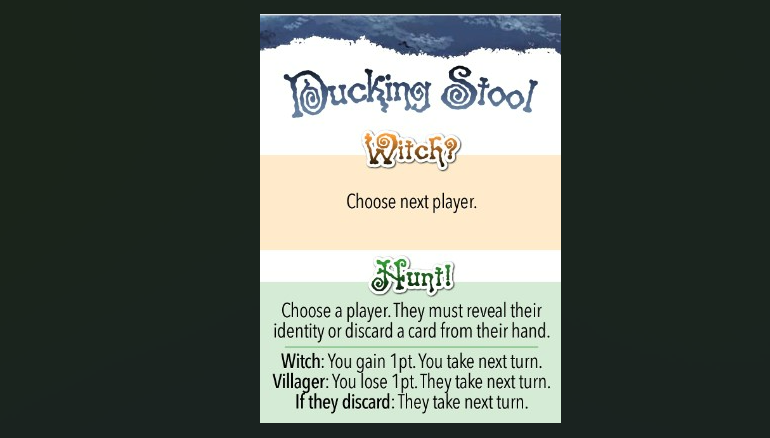 Ducking Stool
Witch?
Choose next player.
Hunt!
Choose a player. They must reveal their
identity or discard a card from their hand.
Witch: You gain 1pt. You take next turn.
Villager: You lose 1pt. They take next turn.
If they discard: They take next turn.